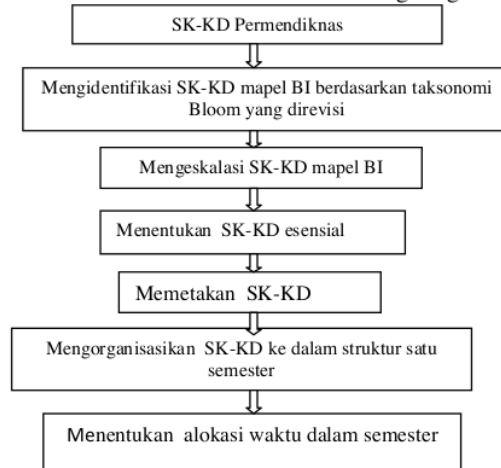 SK-KD Permendiknas
Mengidentifikasi SK-KD mapel BI berdasarkan taksonomi
Bloom yang direvisi
Mengeskalasi SK-KD mapel BI
Menentukan SK-KD esensial
Memetakan SK-KD
Mengorganisasikan SK-KD ke dalam struktur satu
semester
Menentukan alokasi waktu dalam semester